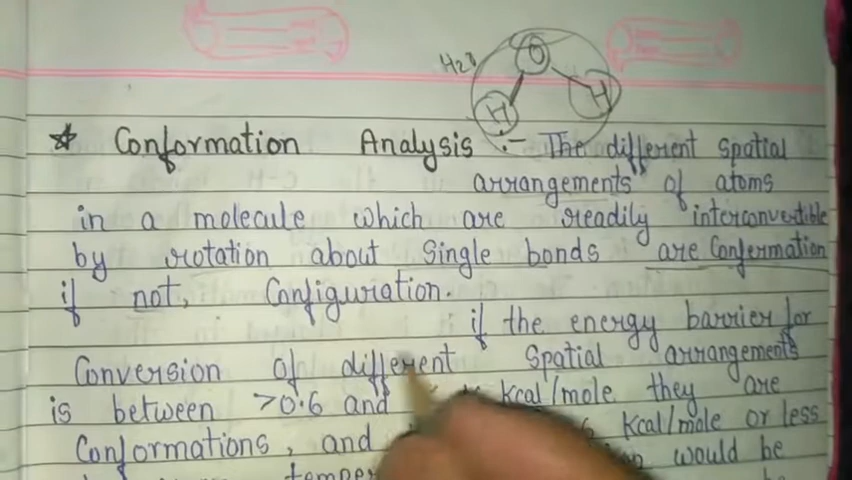 H2O
O
H H
☆ Conformation Analysis :- The different spatial
arrangements of atoms
in a molecule which are readily interconvertible
by rotation about Single bonds are Confermation
if not, Configuration.
if the energy barrier for
Conversion of different Spatial arrangements
is between >0.6 and Kcal/mole they are
Conformations, and Kcal/mole or less
would be
temper